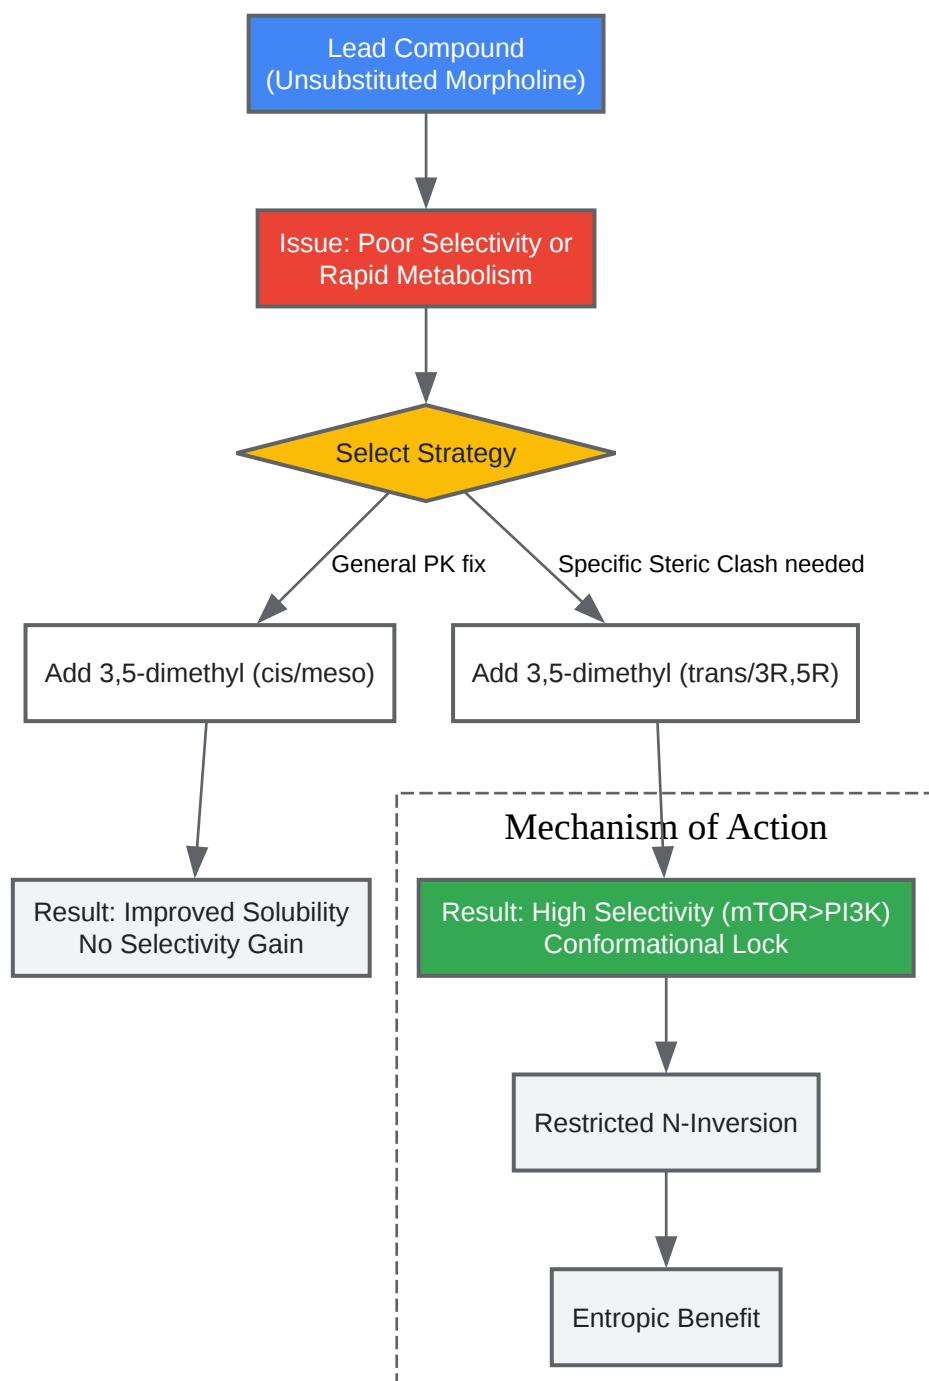 Lead Compound
(Unsubstituted Morpholine)
Issue: Poor Selectivity or
Rapid Metabolism
Select Strategy
General PK fix
Specific Steric Clash needed
Add 3,5-dimethyl (cis/meso)
Add 3,5-dimethyl (trans/3R,5R)
Mechanism of Action
Result: Improved Solubility
No Selectivity Gain
Result: High Selectivity (mTOR>PI3K)
Conformational Lock
Restricted N-Inversion
Entropic Benefit